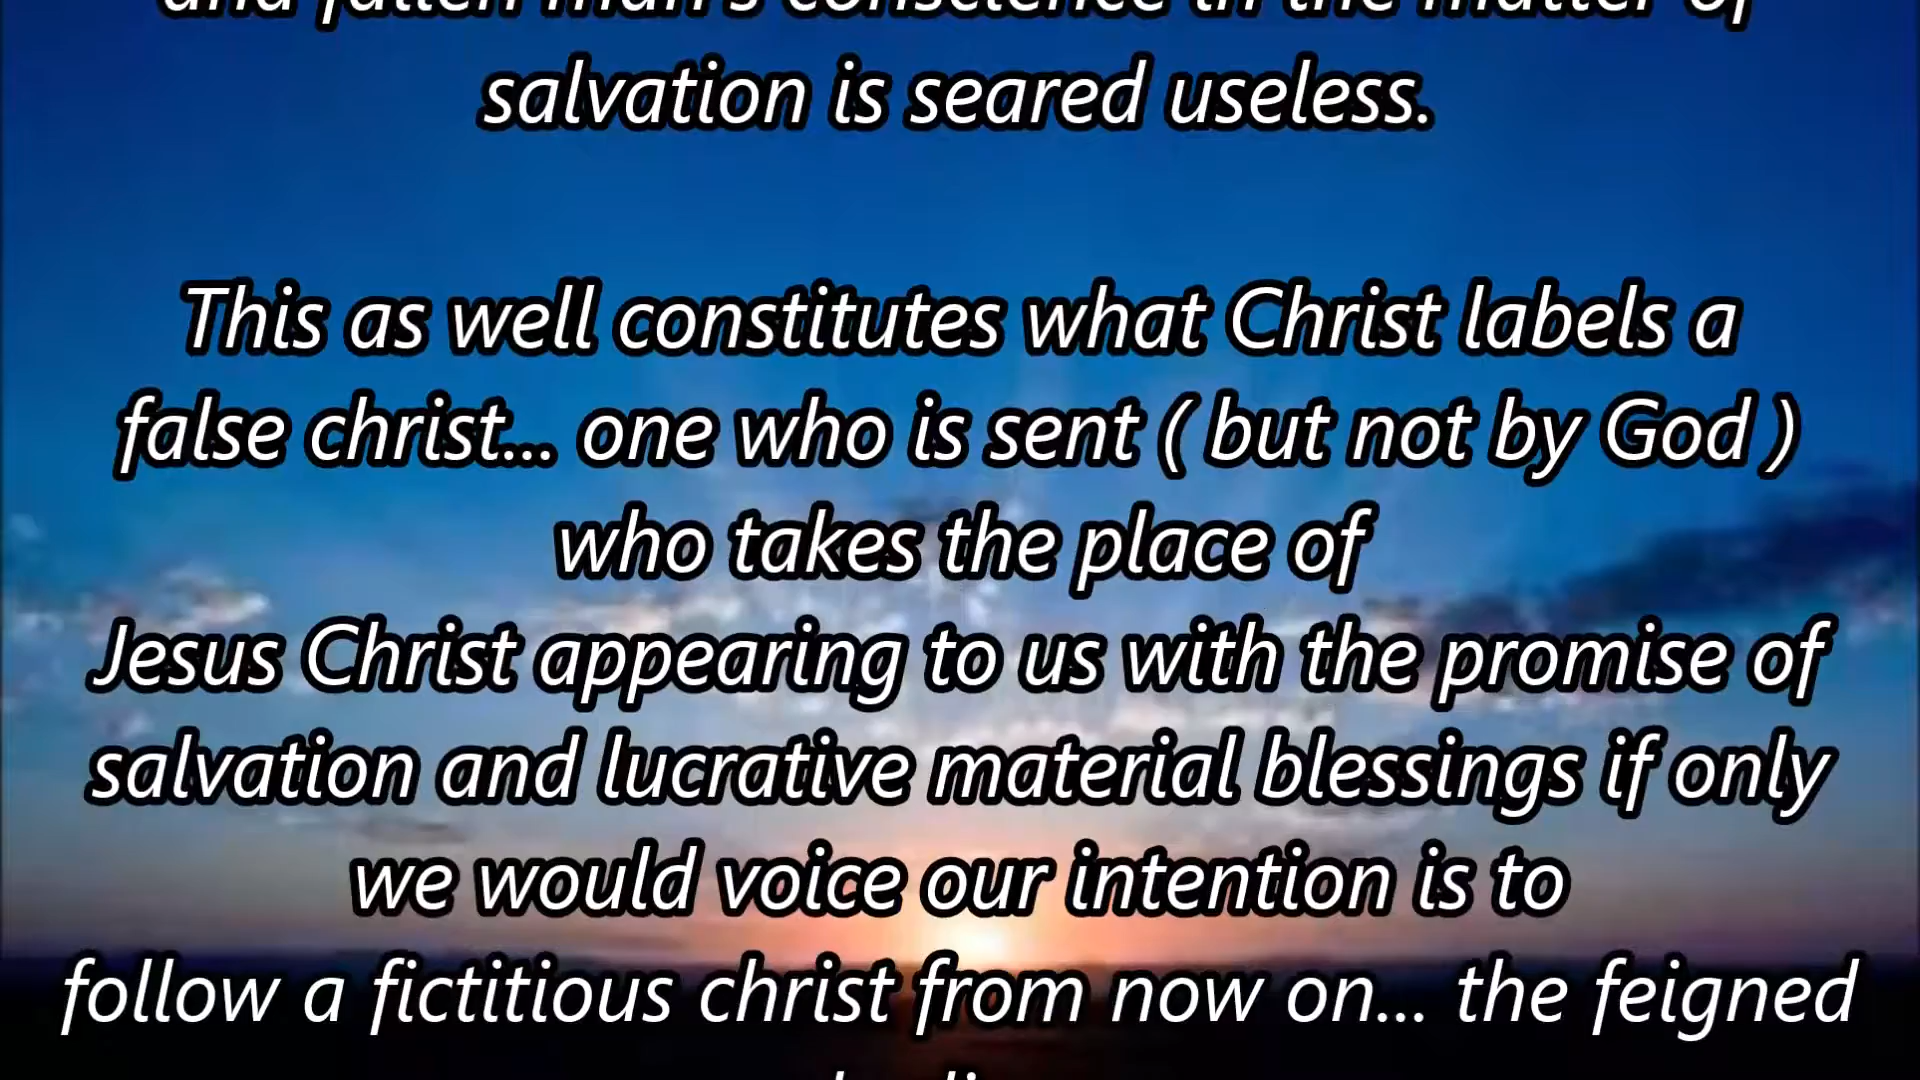 and fallen man's conscience in the matter of
salvation is seared useless.
This as well constitutes what Christ labels a
false christ... one who is sent ( but not by God )
who takes the place of
Jesus Christ appearing to us with the promise of
salvation and lucrative material blessings if only
we would voice our intention is to
follow a fictitious christ from now on... the feigned